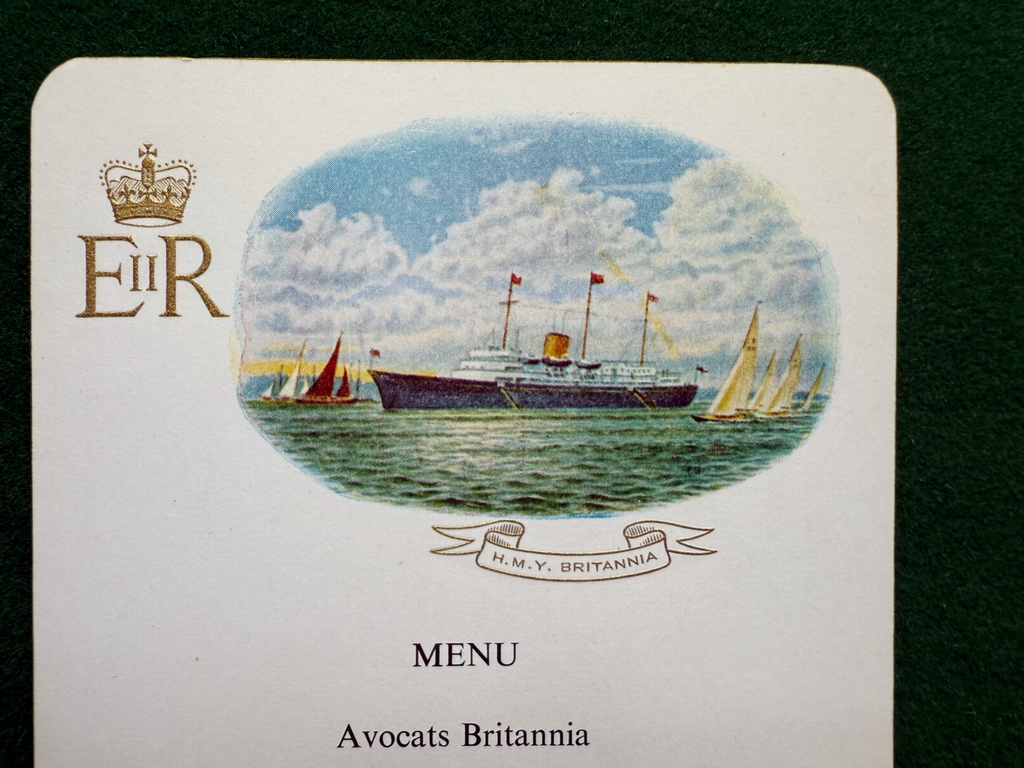 EIIR
H.M.Y. BRITANNIA
MENU
Avocats Britannia